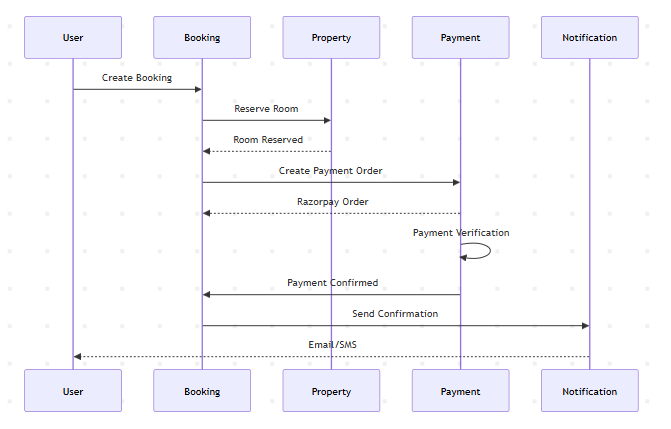 User Booking Property Payment Notification
Create Booking
Reserve Room
Room Reserved
Create Payment Order
Razorpay Order
Payment Verification
Payment Confirmed
Send Confirmation
Email/SMS
User Booking Property Payment Notification